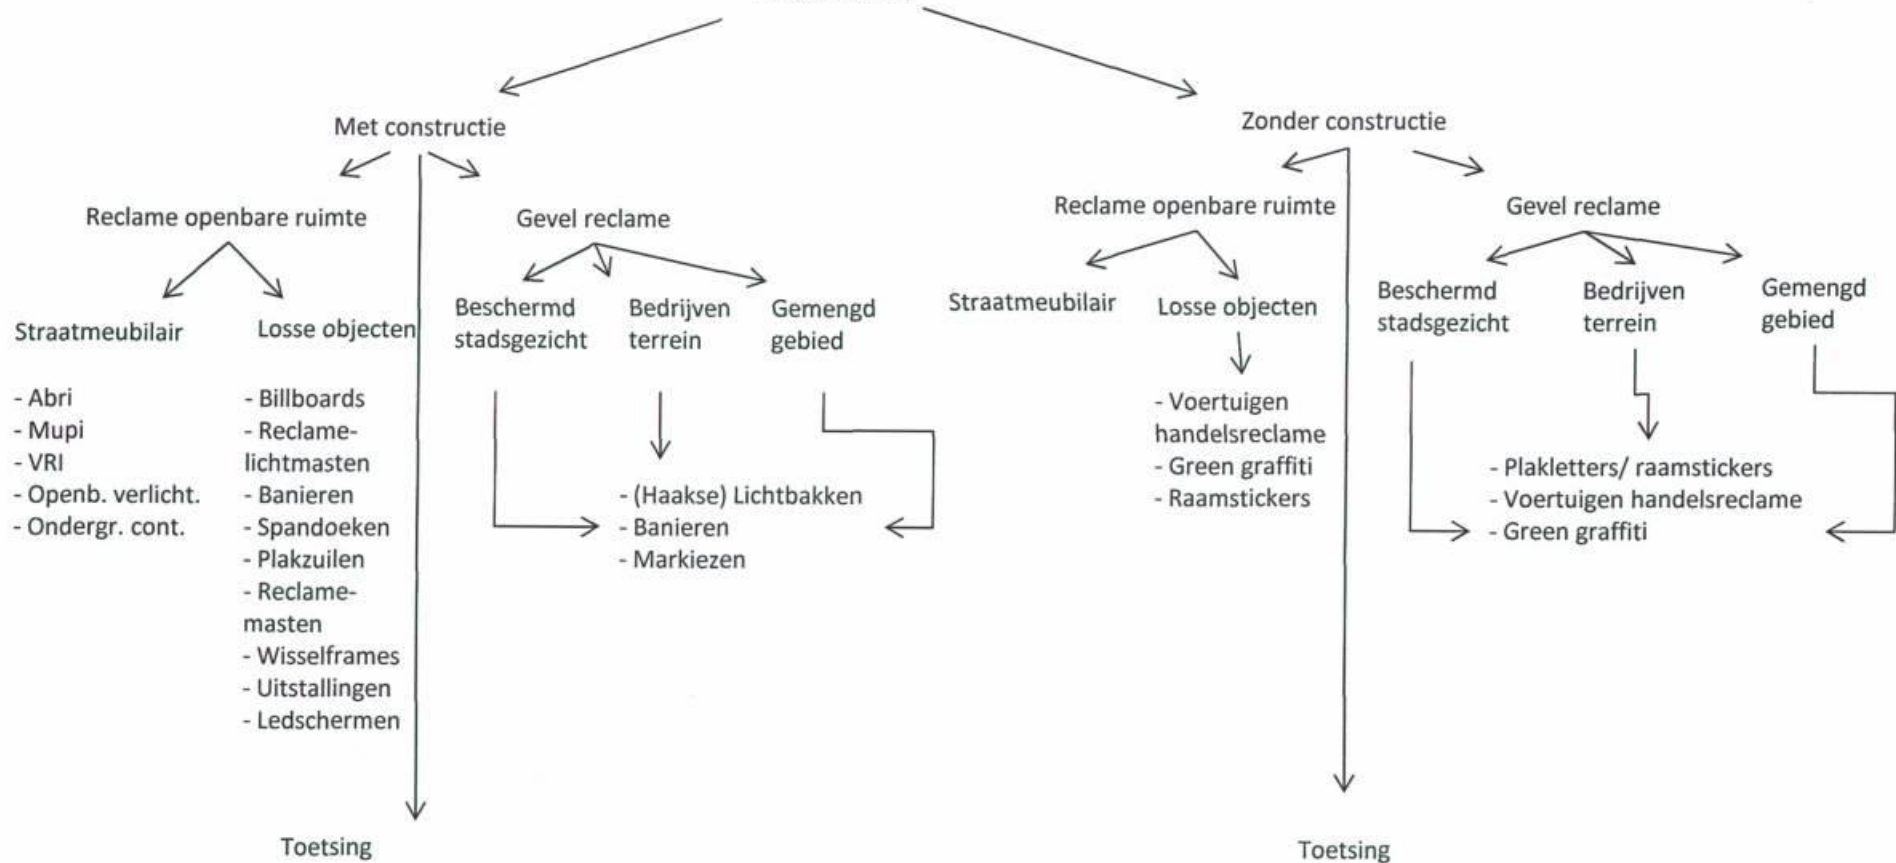 Met constructie
Reclame openbare ruimte
Straatmeubilair
- Abri
- Mupi
- VRI
- Openb. verlicht.
- Ondergr. cont.
Losse objecten
- Billboards
- Reclame-
lichtmasten
- Banieren
- Spandoeken
- Plakzuilen
- Reclame-
masten
- Wisselframes
- Uitstallingen
- Ledschermen
Gevel reclame
Beschermd
stadsgezicht
Bedrijven
terrein
Gemengd
gebied
- (Haakse) Lichtbakken
- Banieren
- Markiezen
Toetsing
Zonder constructie
Reclame openbare ruimte
Straatmeubilair
Losse objecten
- Voertuigen
handelsreclame
- Green graffiti
- Raamstickers
Gevel reclame
Beschermd
stadsgezicht
Bedrijven
terrein
Gemengd
gebied
- Plakletters/ raamstickers
- Voertuigen handelsreclame
- Green graffiti
Toetsing